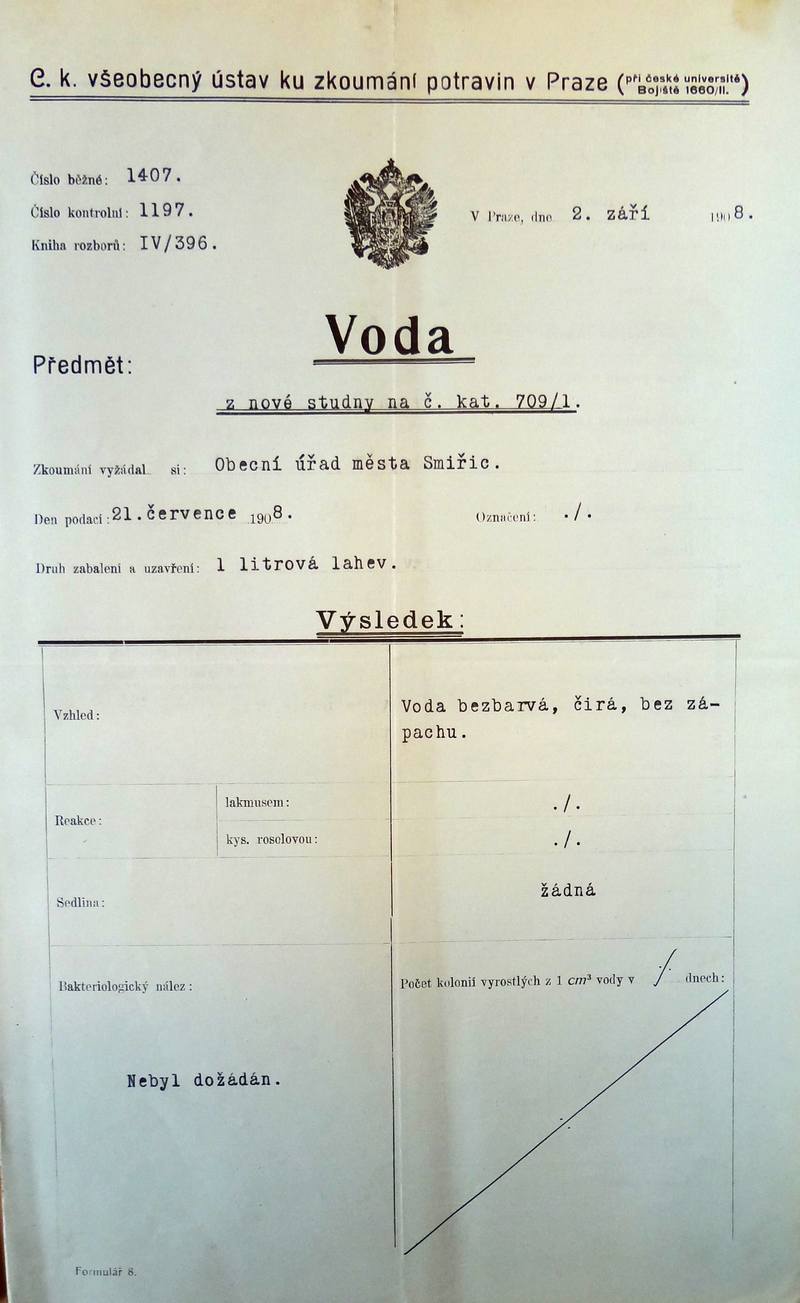 C. k. všeobecný ústav ku zkoumání potravin v Praze (při české universitě Bojiště 1660/II.)
Číslo běžné: 1407.
Číslo kontrolní: 1197.
V Praze, dne 2. září 1908.
Kniha rozborů: IV/396.
Voda
Předmět:
z nové studny na č. kat. 709/1.
Zkoumání vyžádal si: Obecní úřad města Smiřic.
Den podací: 21. července 1908. Označení: ./.
Druh zabalení a uzavření: 1 litrová lahev.
Výsledek:
Vzhled: Voda bezbarvá, čirá, bez zá-
pachu.
Reakce: lakmusem: ./.
kys. rosolovou: ./.
Sedlina: žádná
Bakteriologický nález: Počet kolonií vyrostlých z 1 cm³ vody v ./. dnech:
Nebyl dožádán.
Formulář 8.